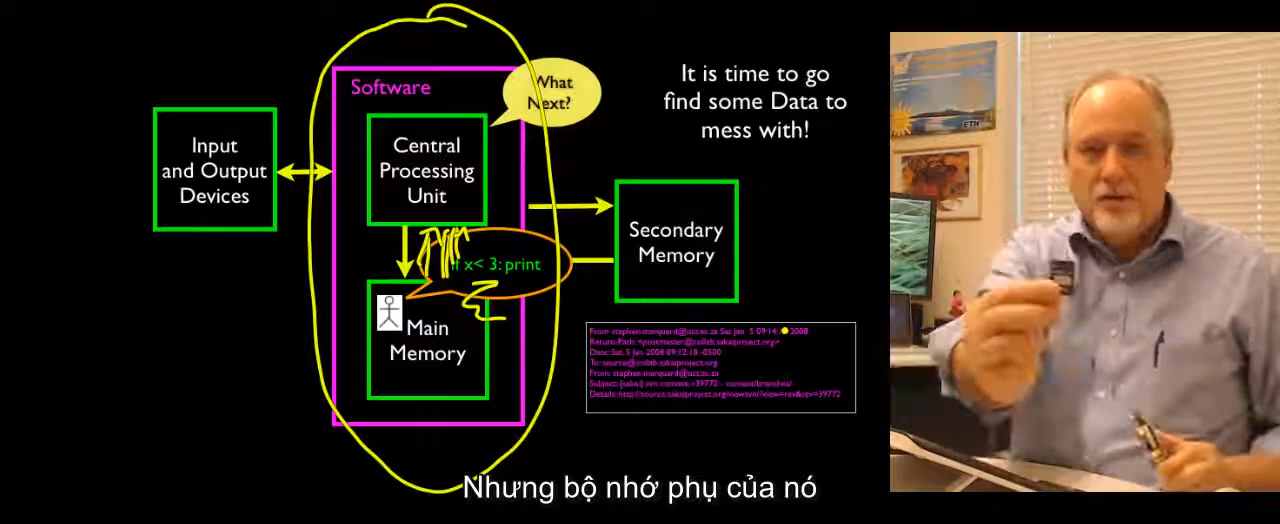 Software
What
Next?
It is time to go
find some Data to
mess with!
Input
and Output
Devices
Central
Processing
Unit
if x< 3: print
Secondary
Memory
Main
Memory
From stephen.marquard@uct.ac.za Sat Jan 5 09:14: 2008
Return-Path: <postmaster@collab.sakaiproject.org>
Date: Sat, 5 Jan 2008 09:12:18 -0500
To: source@collab.sakaiproject.org
From: stephen.marquard@uct.ac.za
Subject: [sakai] svn commit: r39772 - content/branches/
Details: http://source.sakaiproject.org/viewsvn/?view=rev&rev=39772
ETH
Nhưng bộ nhớ phụ của nó